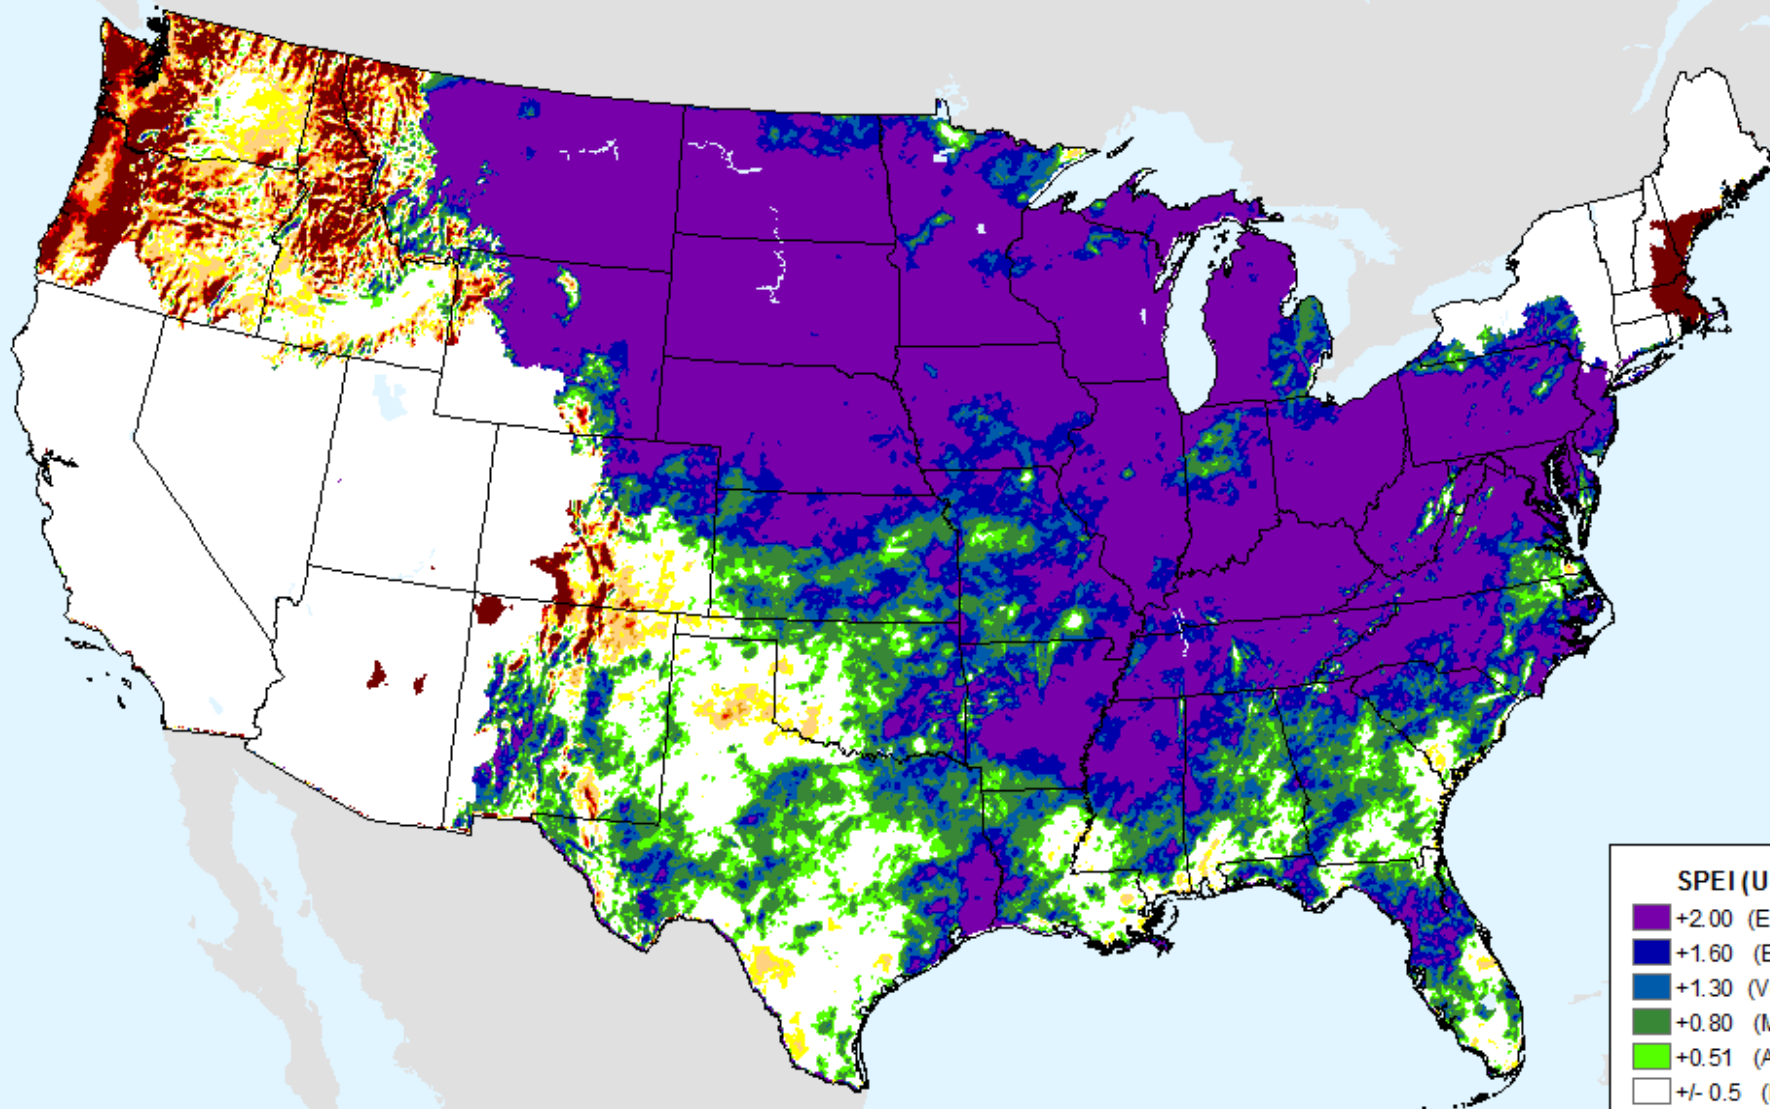 SPEI (U
+2.00 (E
+1.60 (E
+1.30 (V
+0.80 (M
+0.51 (A
+/- 0.5 (